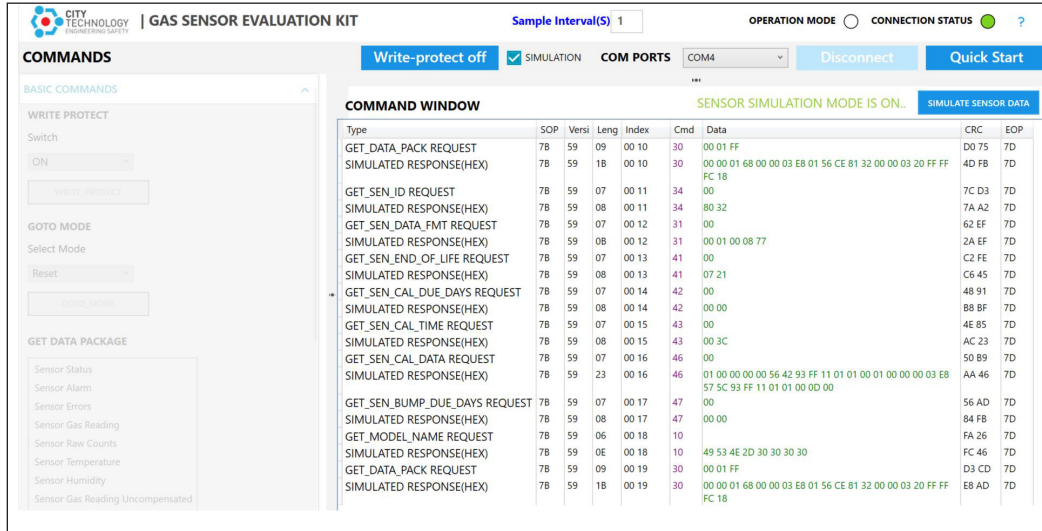 CITY
TECHNOLOGY
ENGINEERING SAFETY
| GAS SENSOR EVALUATION KIT
Sample Interval(S) 1
OPERATION MODE
CONNECTION STATUS
?
COMMANDS
Write-protect off
SIMULATION
COM PORTS
COM4
Disconnect
Quick Start
BASIC COMMANDS
WRITE PROTECT
Switch
ON
WRITE_PROTECT
GOTO MODE
Select Mode
Reset
GOTO_MODE
GET DATA PACKAGE
Sensor Status
Sensor Alarm
Sensor Errors
Sensor Gas Reading
Sensor Raw Counts
Sensor Temperature
Sensor Humidity
Sensor Gas Reading Uncompensated
COMMAND WINDOW
SENSOR SIMULATION MODE IS ON..
SIMULATE SENSOR DATA
Type SOP Versi Leng Index Cmd Data CRC EOP
GET_DATA_PACK REQUEST 7B 59 09 00 10 30 00 01 FF D0 75 7D
SIMULATED RESPONSE(HEX) 7B 59 1B 00 10 30 00 00 01 68 00 00 03 E8 01 56 CE 81 32 00 00 03 20 FF FF 4D FB 7D
FC 18
GET_SEN_ID REQUEST 7B 59 07 00 11 34 00 7C D3 7D
SIMULATED RESPONSE(HEX) 7B 59 08 00 11 34 80 32 7A A2 7D
GET_SEN_DATA_FMT REQUEST 7B 59 07 00 12 31 00 62 EF 7D
SIMULATED RESPONSE(HEX) 7B 59 0B 00 12 31 00 01 00 08 77 2A EF 7D
GET_SEN_END_OF_LIFE REQUEST 7B 59 07 00 13 41 00 C2 FE 7D
SIMULATED RESPONSE(HEX) 7B 59 08 00 13 41 07 21 C6 45 7D
GET_SEN_CAL_DUE_DAYS REQUEST 7B 59 07 00 14 42 00 48 91 7D
SIMULATED RESPONSE(HEX) 7B 59 08 00 14 42 00 00 B8 BF 7D
GET_SEN_CAL_TIME REQUEST 7B 59 07 00 15 43 00 4E 85 7D
SIMULATED RESPONSE(HEX) 7B 59 08 00 15 43 00 3C AC 23 7D
GET_SEN_CAL_DATA REQUEST 7B 59 07 00 16 46 00 50 B9 7D
SIMULATED RESPONSE(HEX) 7B 59 23 00 16 46 01 00 00 00 00 56 42 93 FF 11 01 01 00 01 00 00 00 03 E8 AA 46 7D
57 5C 93 FF 11 01 01 00 0D 00
GET_SEN_BUMP_DUE_DAYS REQUEST 7B 59 07 00 17 47 00 56 AD 7D
SIMULATED RESPONSE(HEX) 7B 59 08 00 17 47 00 00 84 FB 7D
GET_MODEL_NAME REQUEST 7B 59 06 00 18 10 FA 26 7D
SIMULATED RESPONSE(HEX) 7B 59 0E 00 18 10 49 53 4E 2D 30 30 30 30 FC 46 7D
GET_DATA_PACK REQUEST 7B 59 09 00 19 30 00 01 FF D3 CD 7D
SIMULATED RESPONSE(HEX) 7B 59 1B 00 19 30 00 00 01 68 00 00 03 E8 01 56 CE 81 32 00 00 03 20 FF FF E8 AD 7D
FC 18